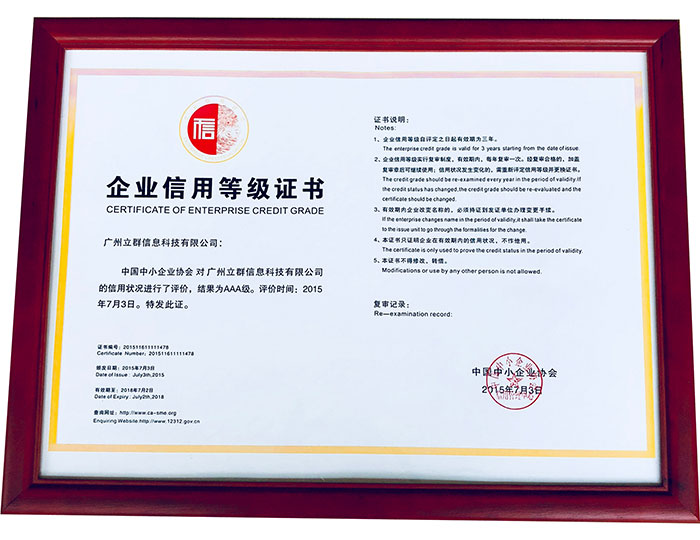 信
企业信用等级证书
CERTIFICATE OF ENTERPRISE CREDIT GRADE
广州立群信息科技有限公司：
中国中小企业协会 对 广州立群信息科技有限公司
的信用状况进行了评价，结果为AAA级。评价时间：2015
年7月3日。特发此证。
证书编号：201511611111478
Certificate Number：201511611111478
颁发日期：2015年7月3日
Date of Issue：July3th,2015
有效期至：2018年7月2日
Date of Expiry：July2th,2018
查询网址：http://www.ca-sme.org
Enquiring Website:http://www.12312.gov.cn
证书说明：
Notes:
1、企业信用等级自评定之日起有效期为三年。
The enterprise credit grade is valid for 3 years starting from the date of issue.
2、企业信用等级实行复审制度，有效期内，每年复审一次。经复审合格的，加盖
复审章后可继续使用；信用状况发生变化的，需重新评定信用等级并更换证书。
The credit grade should be re-examined every year in the period of validity.If
the credit status has changed,the credit grade should be re-evaluated and the
certificate should be changed.
3、有效期内企业改变名称的，必须持证到发证单位办理变更手续。
If the enterprise changes name in the period of validity,it shall take the certificate
to the issue unit to go through the formalities for the change.
4、本证书只证明企业在有效期内的信用状况，不作他用。
The certificate is only used to prove the credit status in the period of validity.
5、本证书不得修改、转借。
Modifications or use by any other person is not allowed.
复审记录：
Re—examination record:
中国中小企业协会
2015年7月3日